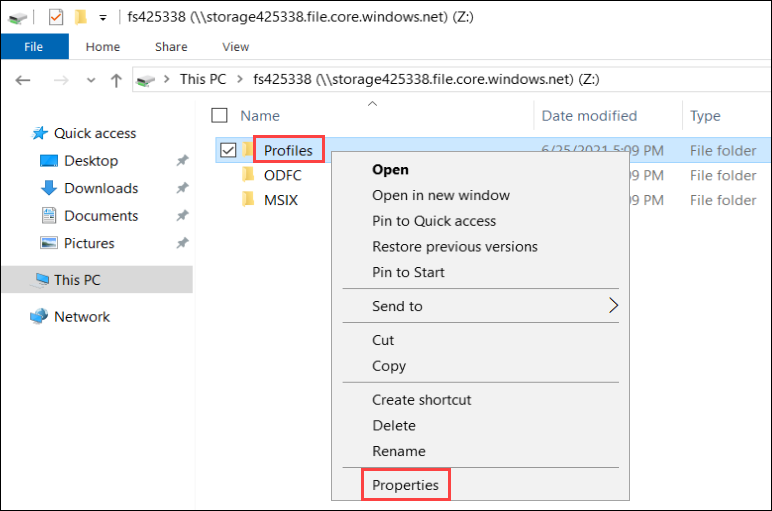 fs425338 (\\storage425338.file.core.windows.net) (Z:)
File Home Share View
This PC > fs425338 (\\storage425338.file.core.windows.net) (Z:)
Name Date modified Type
Quick access
Desktop
Downloads
Documents
Pictures
This PC
Network
Profiles 6/25/2021 5:09 PM File folder
ODFC :09 PM File folder
MSIX :09 PM File folder
Open
Open in new window
Pin to Quick access
Restore previous versions
Pin to Start
Send to
Cut
Copy
Create shortcut
Delete
Rename
Properties